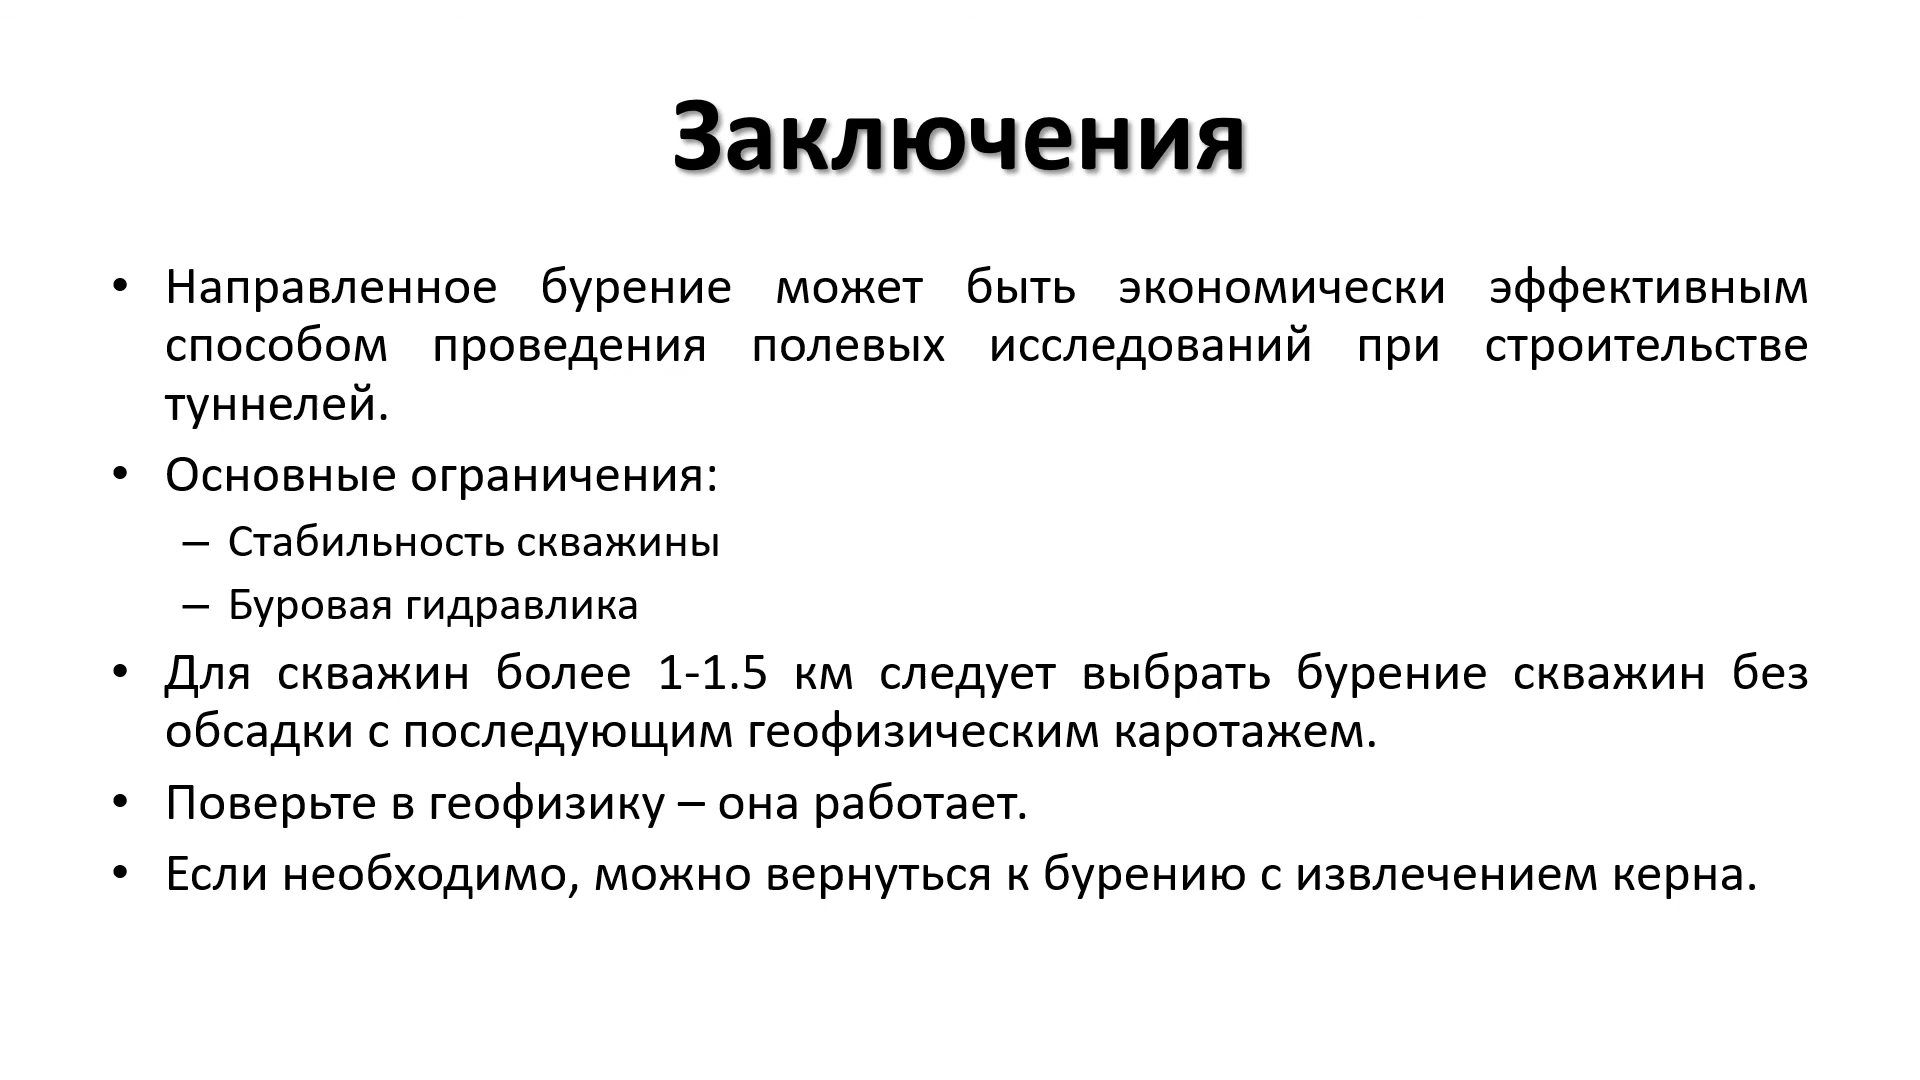 Заключения
• Направленное бурение может быть экономически эффективным
способом проведения полевых исследований при строительстве
туннелей.
• Основные ограничения:
– Стабильность скважины
– Буровая гидравлика
• Для скважин более 1-1.5 км следует выбрать бурение скважин без
обсадки с последующим геофизическим каротажем.
• Поверьте в геофизику – она работает.
• Если необходимо, можно вернуться к бурению с извлечением керна.